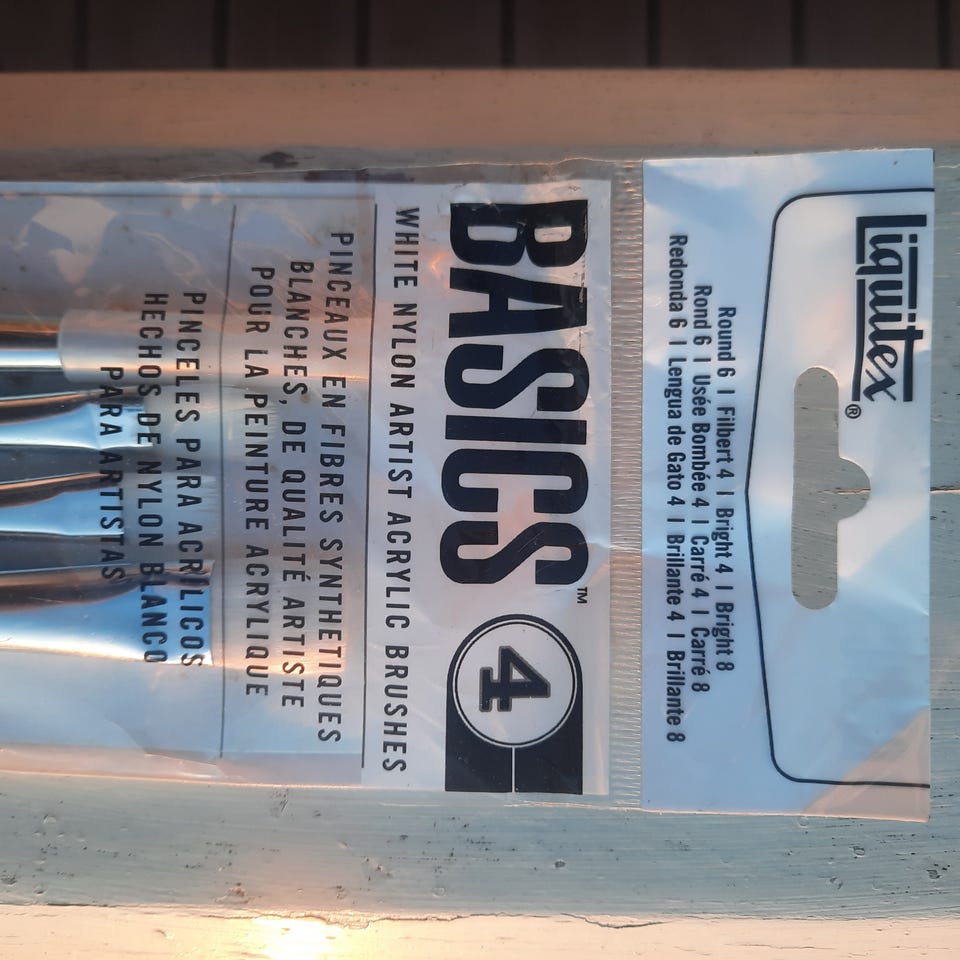 Liquitex®
Round 6 | Filbert 4 | Bright 4 | Bright 8
Rond 6 | Usée Bombée 4 | Carré 4 | Carré 8
Redonda 6 | Lengua de Gato 4 | Brillante 4 | Brillante 8
BASICS™ 4
WHITE NYLON ARTIST ACRYLIC BRUSHES
PINCEAUX EN FIBRES SYNTHETIQUES
BLANCHES, DE QUALITÉ ARTISTE
POUR LA PEINTURE ACRYLIQUE
PINCELES PARA ACRÍLICOS
HECHOS DE NYLON BLANCO
PARA ARTISTAS